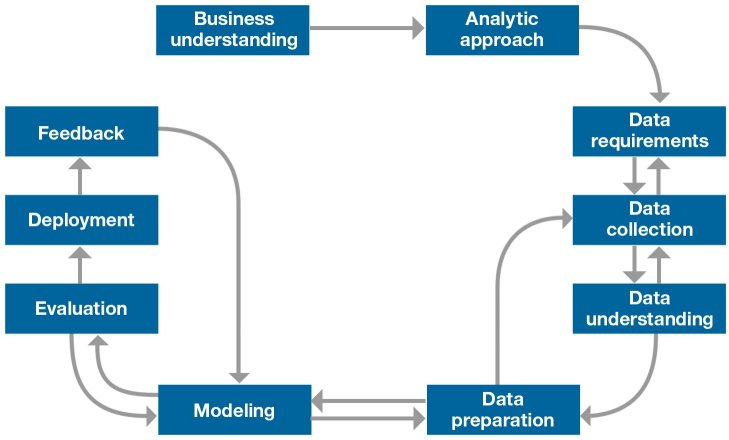 Business
understanding
Analytic
approach
Data
requirements
Data
collection
Data
understanding
Data
preparation
Modeling
Evaluation
Deployment
Feedback